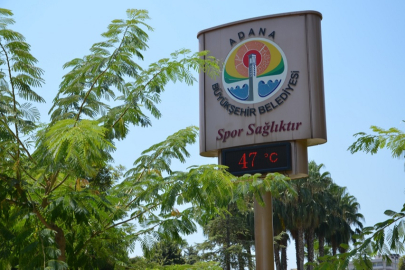 ADANA
BÜYÜKŞEHİR BELEDİYESİ
Spor Sağlıktır
47 °C